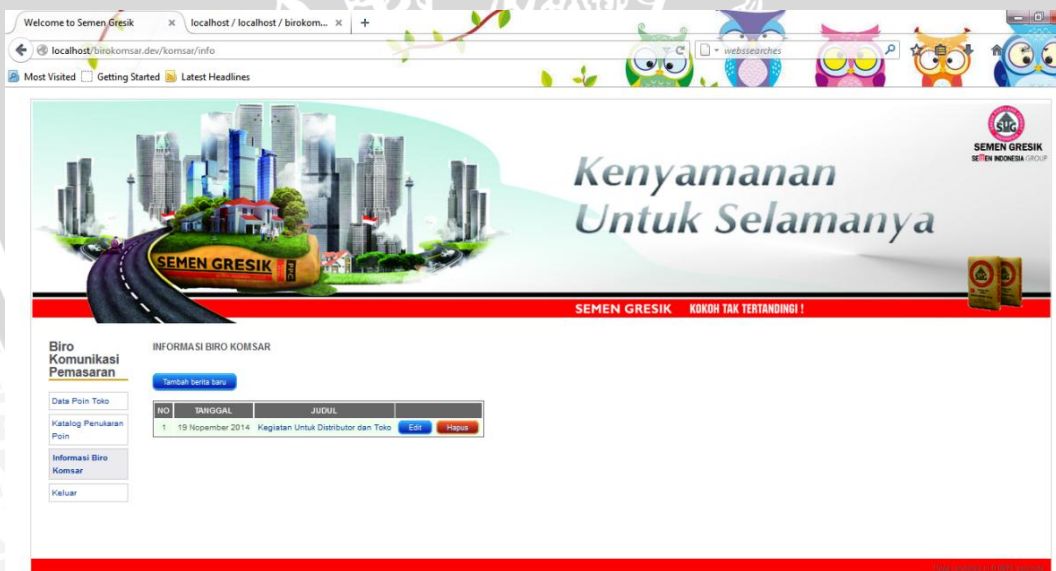 Welcome to Semen Gresik
localhost / localhost / birokom...
localhost/birokomsar.dev/komsar/info
webssearches
Most Visited
Getting Started
Latest Headlines
SMG
SEMEN GRESIK
SEMEN INDONESIA GROUP
Kenyamanan
Untuk Selamanya
SEMEN GRESIK
PPC
SEMEN GRESIK KOKOH TAK TERTANDINGI !
Biro
Komunikasi
Pemasaran
Data Poin Toko
Katalog Penukaran
Poin
Informasi Biro
Komsar
Keluar
INFORMASI BIRO KOMSAR
Tambah berita baru
NO TANGGAL JUDUL
1 19 Nopember 2014 Kegiatan Untuk Distributor dan Toko Edit Hapus